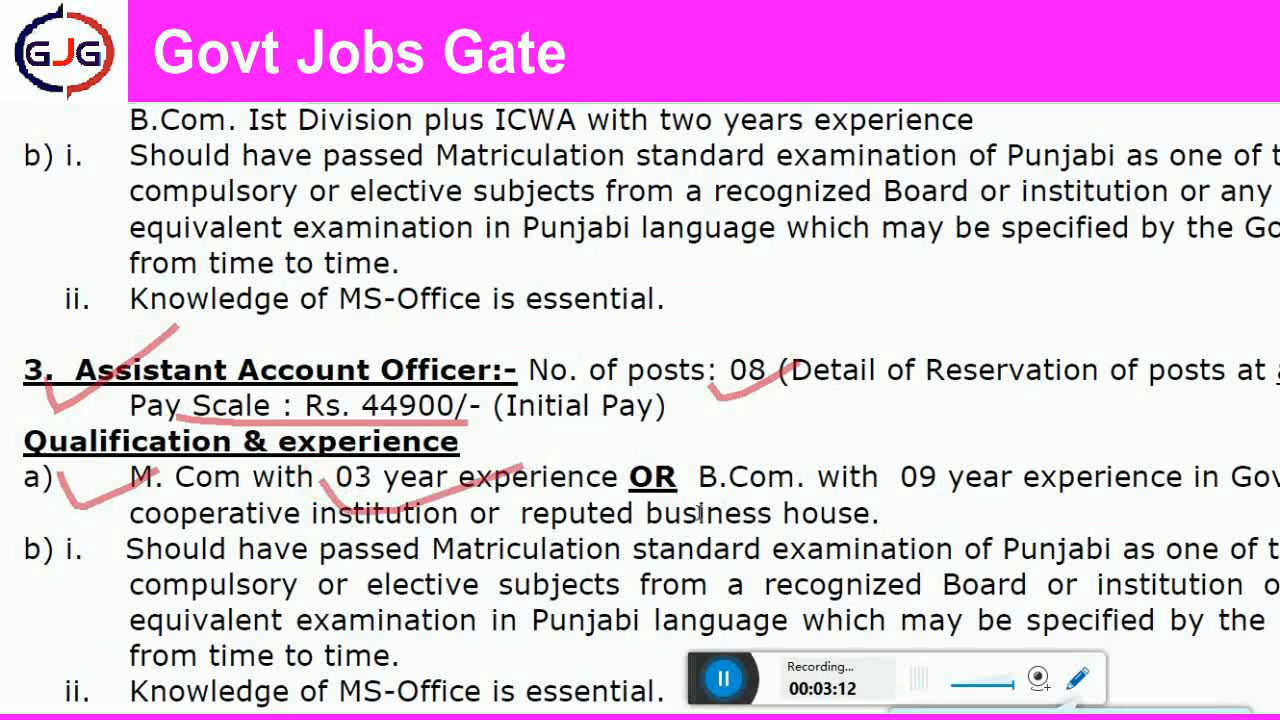 GJG
Govt Jobs Gate
B.Com. Ist Division plus ICWA with two years experience
b) i. Should have passed Matriculation standard examination of Punjabi as one of t
compulsory or elective subjects from a recognized Board or institution or any
equivalent examination in Punjabi language which may be specified by the Go
from time to time.
ii. Knowledge of MS-Office is essential.
3. Assistant Account Officer:- No. of posts: 08 (Detail of Reservation of posts at a
Pay Scale : Rs. 44900/- (Initial Pay)
Qualification & experience
a) M. Com with 03 year experience OR B.Com. with 09 year experience in Gov
cooperative institution or reputed business house.
b) i. Should have passed Matriculation standard examination of Punjabi as one of t
compulsory or elective subjects from a recognized Board or institution o
equivalent examination in Punjabi language which may be specified by the
from time to time.
ii. Knowledge of MS-Office is essential.
Recording...
00:03:12